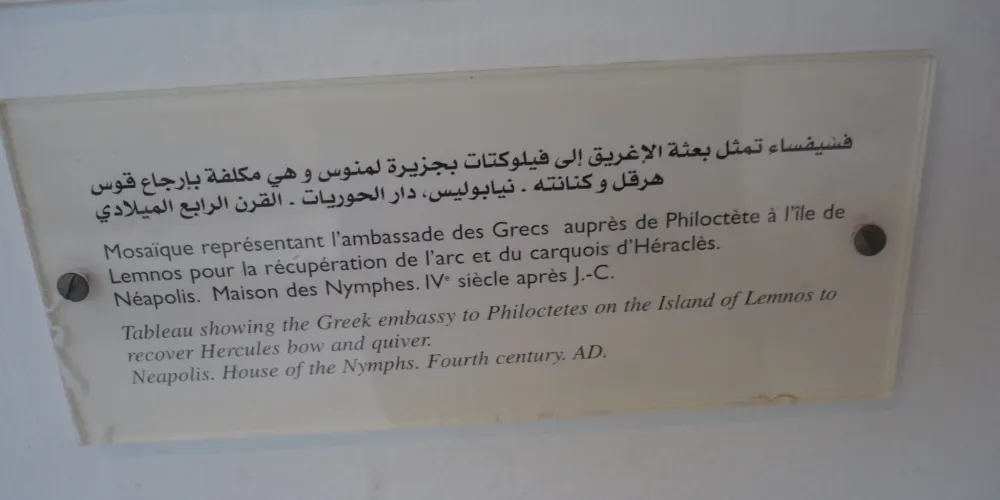 فسيفساء تمثل بعثة الإغريق إلى فيلوكتات بجزيرة لمنوس و هي مكلفة بإرجاع قوس
هرقل و كنانته . نيابوليس، دار الحوريات . القرن الرابع الميلادي
Mosaïque représentant l'ambassade des Grecs auprès de Philoctète à l'île de
Lemnos pour la récupération de l'arc et du carquois d'Héraclès.
Néapolis. Maison des Nymphes. IVe siècle après J.-C.
Tableau showing the Greek embassy to Philoctetes on the Island of Lemnos to
recover Hercules bow and quiver.
Neapolis. House of the Nymphs. Fourth century. AD.